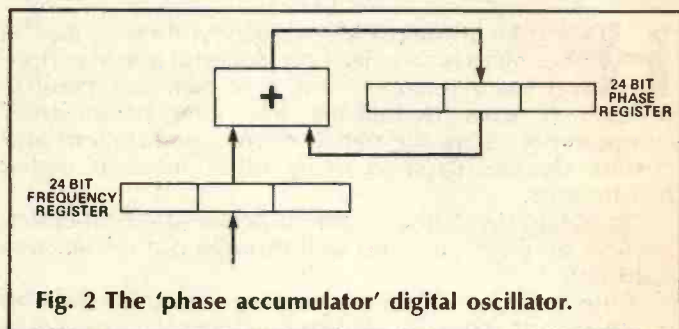 +
24 BIT
PHASE
REGISTER
24 BIT
FREQUENCY
REGISTER
Fig. 2 The 'phase accumulator' digital oscillator.